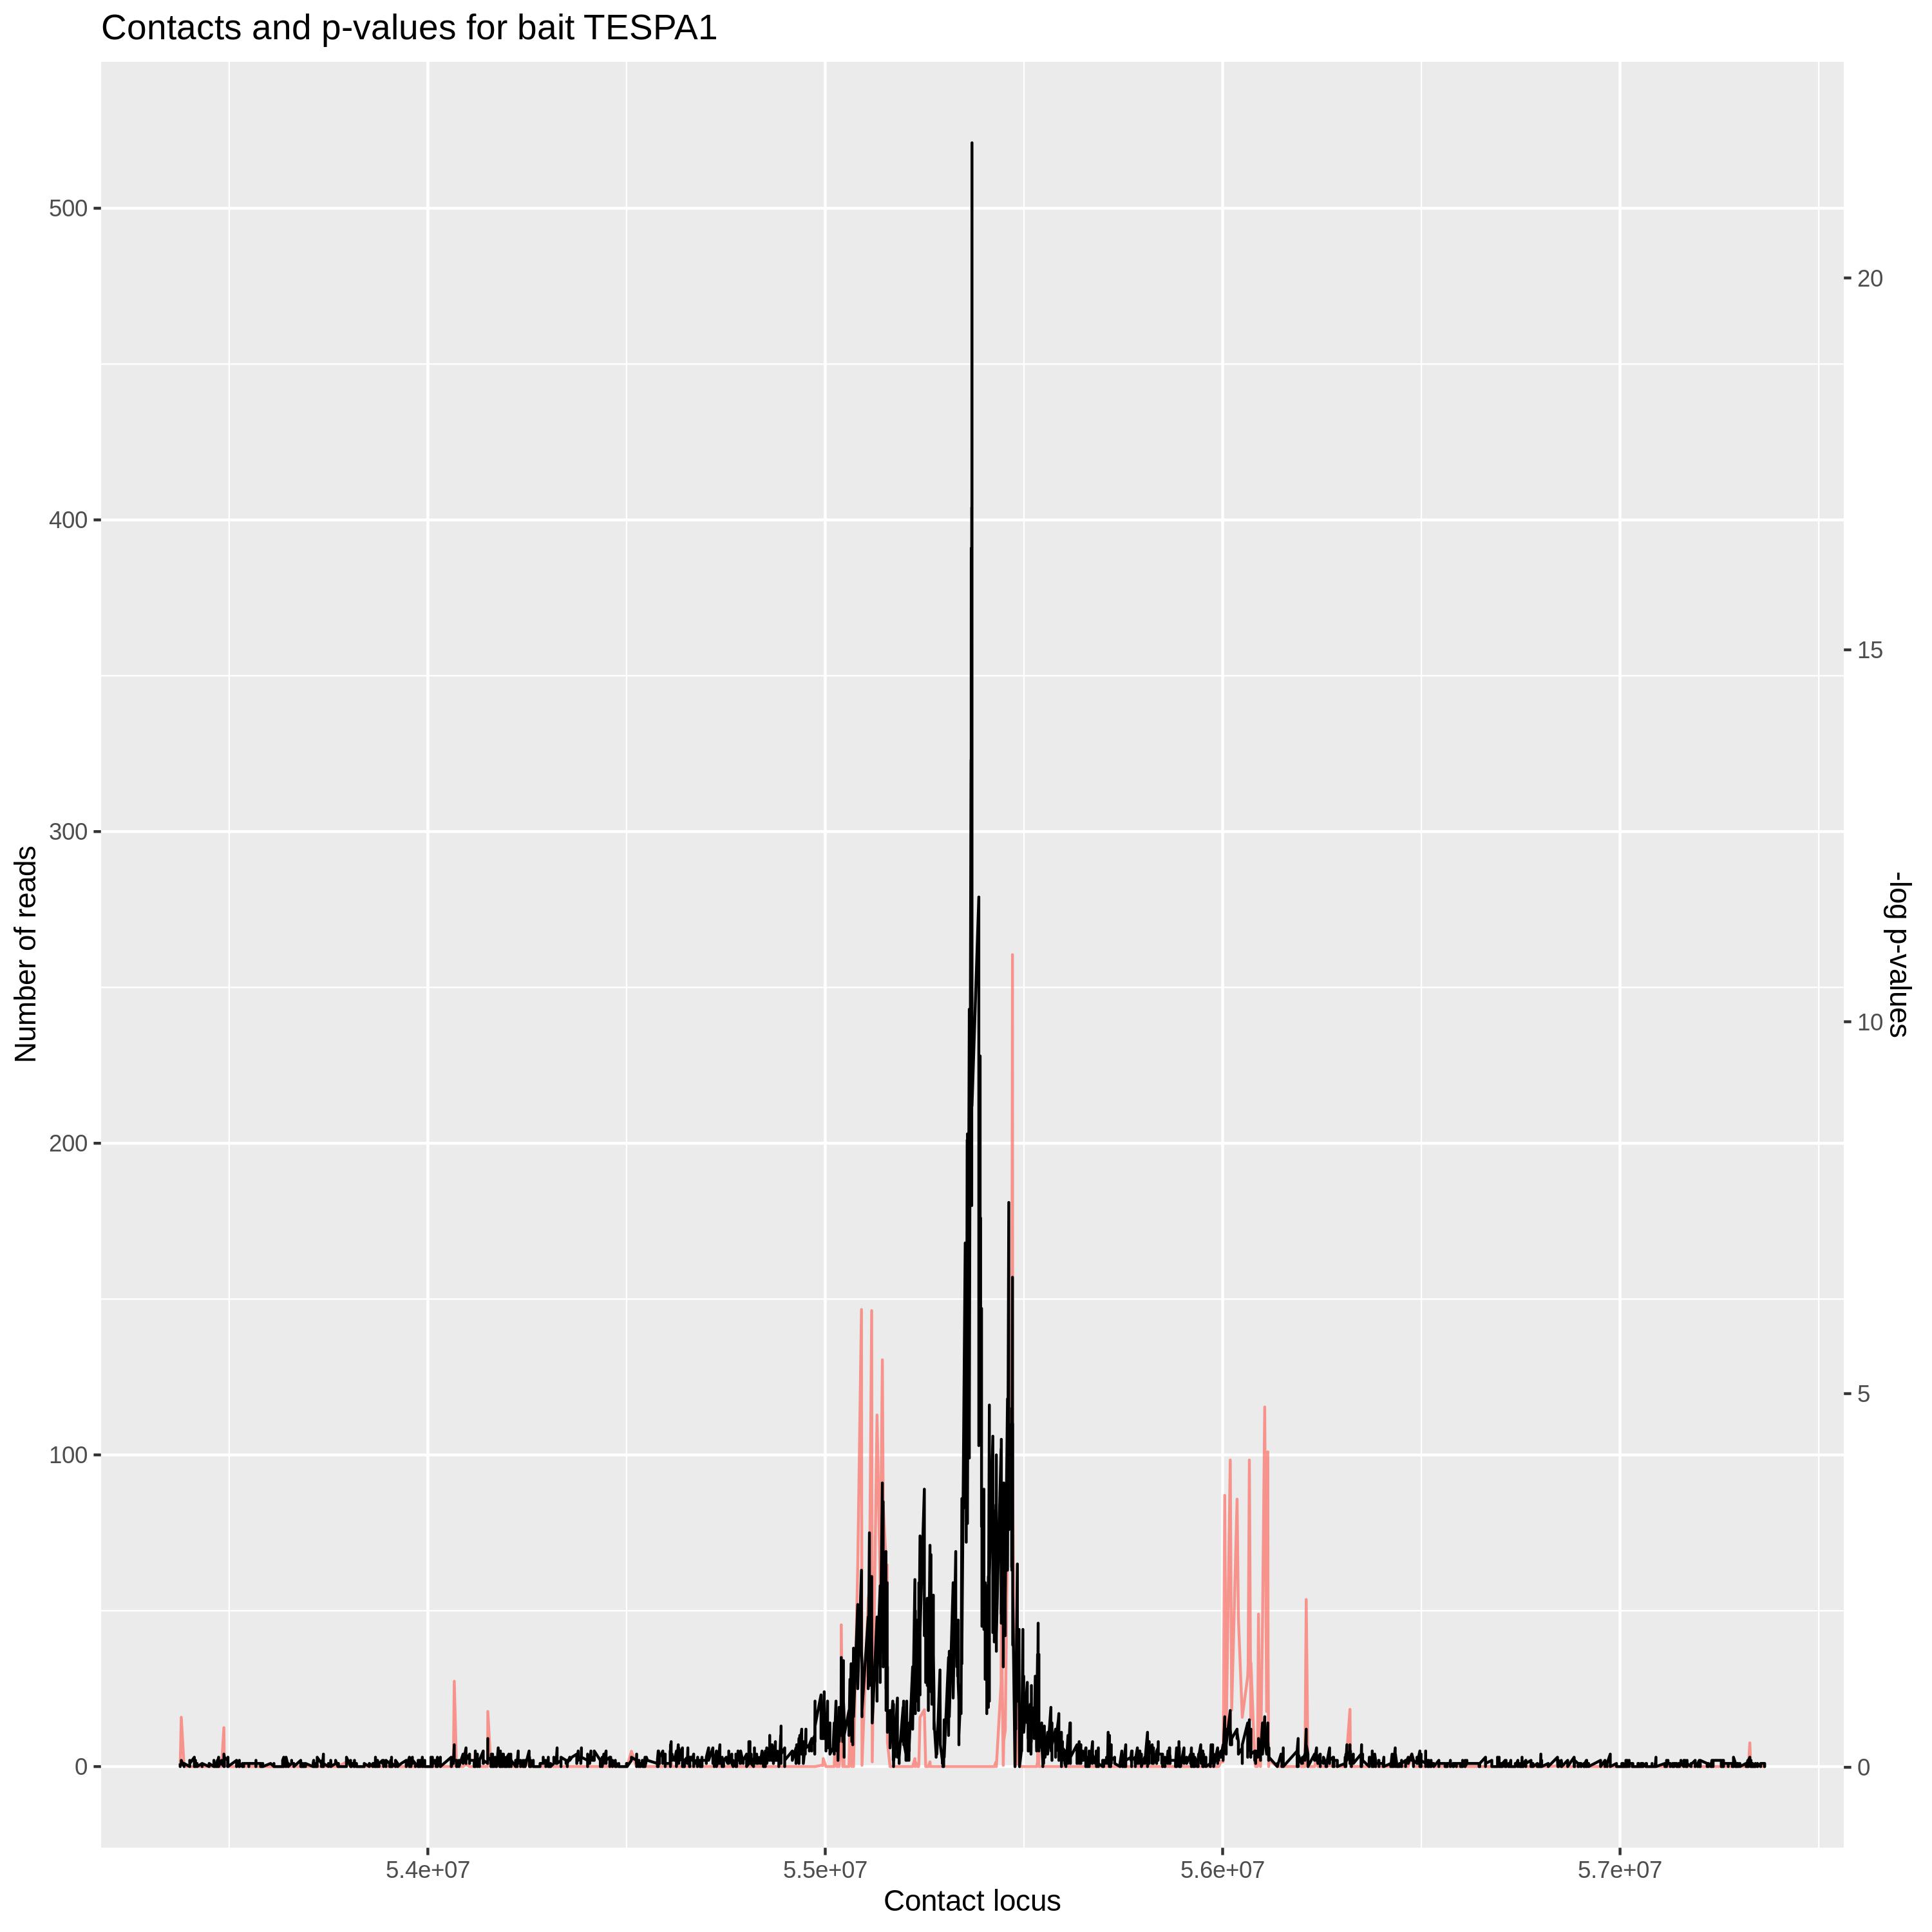 Contacts and p-values for bait TESPA1
500
400
300
200
100
0
Number of reads
20
15
10
5
0
-log p-values
5.4e+07
5.5e+07
5.6e+07
5.7e+07
Contact locus